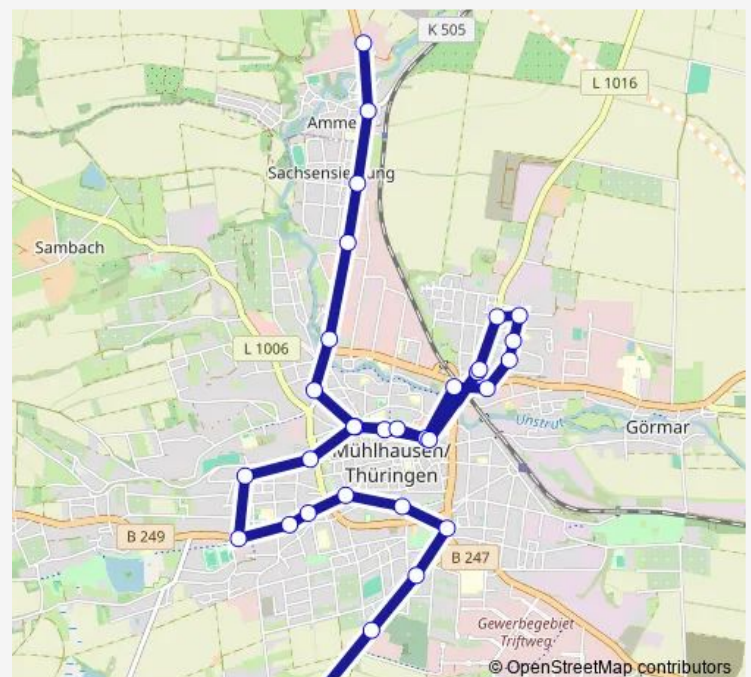 K 505
L 1016
Amme
Sachsensie
ung
Sambach
L 1006
Unstrut
Görmar
Mühlhausen/
Thüringen
B 249
B 247
Gewerbegebiet
Triftweg
© OpenStreetMap contributors